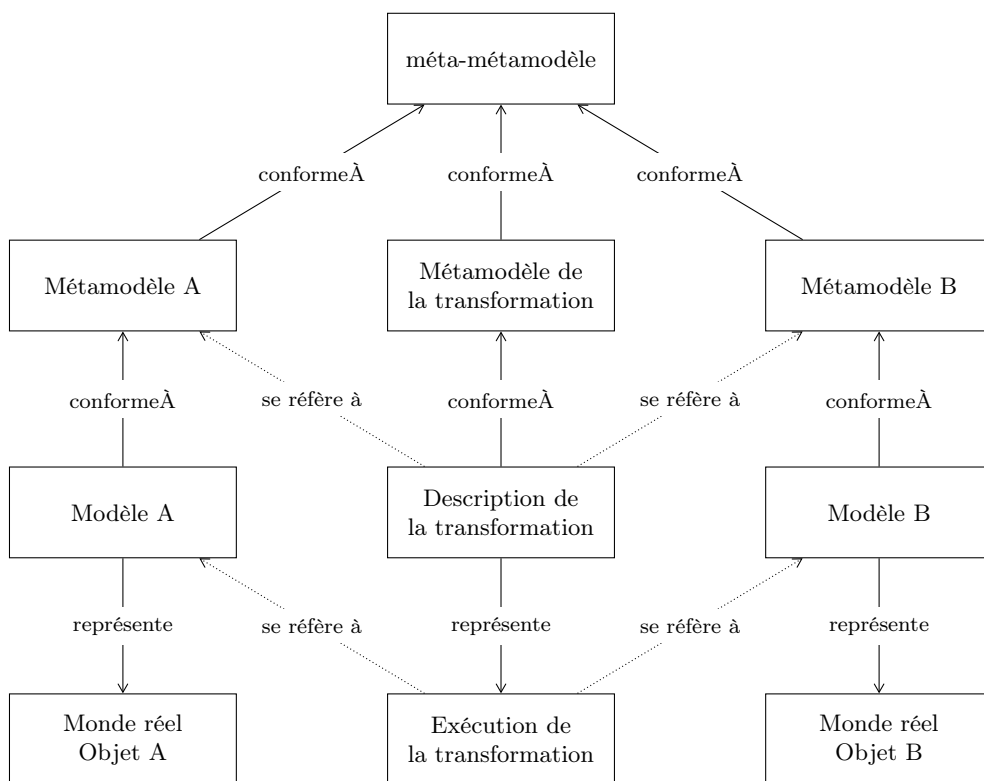 méta-métamodèle
conformeÀ
conformeÀ
conformeÀ
Métamodèle A
Métamodèle de
la transformation
Métamodèle B
conformeÀ
se réfère à
conformeÀ
se réfère à
conformeÀ
Modèle A
Description de
la transformation
Modèle B
représente
se réfère à
représente
se réfère à
représente
Monde réel
Objet A
Exécution de
la transformation
Monde réel
Objet B